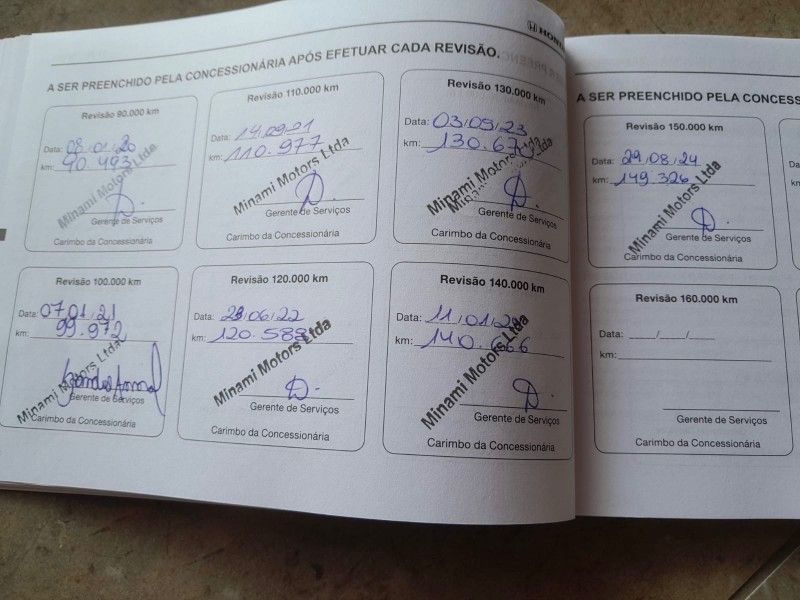 HONDA
A SER PREENCHIDO PELA CONCESSIONÁRIA APÓS EFETUAR CADA REVISÃO.
Revisão 90.000 km
Data: 08/01/20
km: 90.493
Minami Motors Ltda
Gerente de Serviços
Carimbo da Concessionária
Revisão 110.000 km
Data: 14/09/21
km: 110.977
Minami Motors Ltda
Gerente de Serviços
Carimbo da Concessionária
Revisão 130.000 km
Data: 03/05/23
km: 130.670
Minami Motors Ltda
Gerente de Serviços
Carimbo da Concessionária
Revisão 100.000 km
Data: 07/01/21
km: 99.972
Minami Motors Ltda
Gerente de Serviços
Carimbo da Concessionária
Revisão 120.000 km
Data: 28/06/22
km: 120.588
Minami Motors Ltda
Gerente de Serviços
Carimbo da Concessionária
Revisão 140.000 km
Data: 11/01/24
km: 140.666
Minami Motors Ltda
Gerente de Serviços
Carimbo da Concessionária
A SER PREENCHIDO PELA CONCESS
Revisão 150.000 km
Data: 29/08/24
km: 149.326
Minami Motors Ltda
Gerente de Serviços
Carimbo da Concessionária
Revisão 160.000 km
Data: ____/____/____
km:
Gerente de Serviços
Carimbo da Concessionária